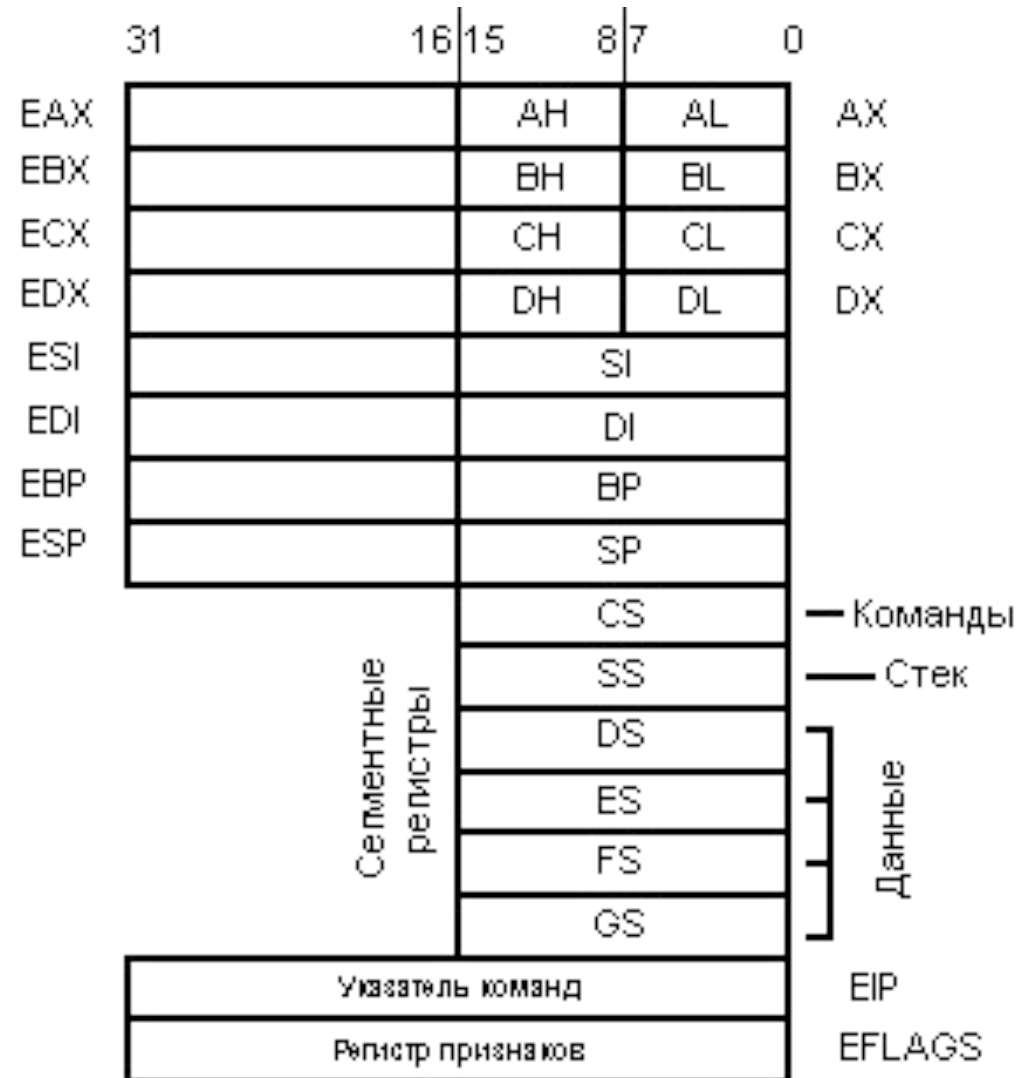 31 16 15 8 7 0
EAX AH AL AX
EBX BH BL BX
ECX CH CL CX
EDX DH DL DX
ESI SI
EDI DI
EBP BP
ESP SP
CS Команды
SS Стек
Сегментные
регистры
DS
ES
FS
GS
Данные
Указатель команд EIP
Регистр признаков EFLAGS